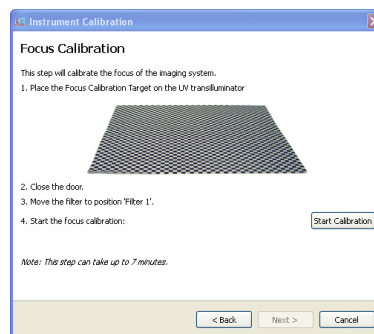 Instrument Calibration
Focus Calibration
This step will calibrate the focus of the imaging system.
1. Place the Focus Calibration Target on the UV transilluminator
2. Close the door.
3. Move the filter to position 'Filter 1'.
4. Start the focus calibration:
Start Calibration
Note: This step can take up to 7 minutes.
< Back
Next >
Cancel